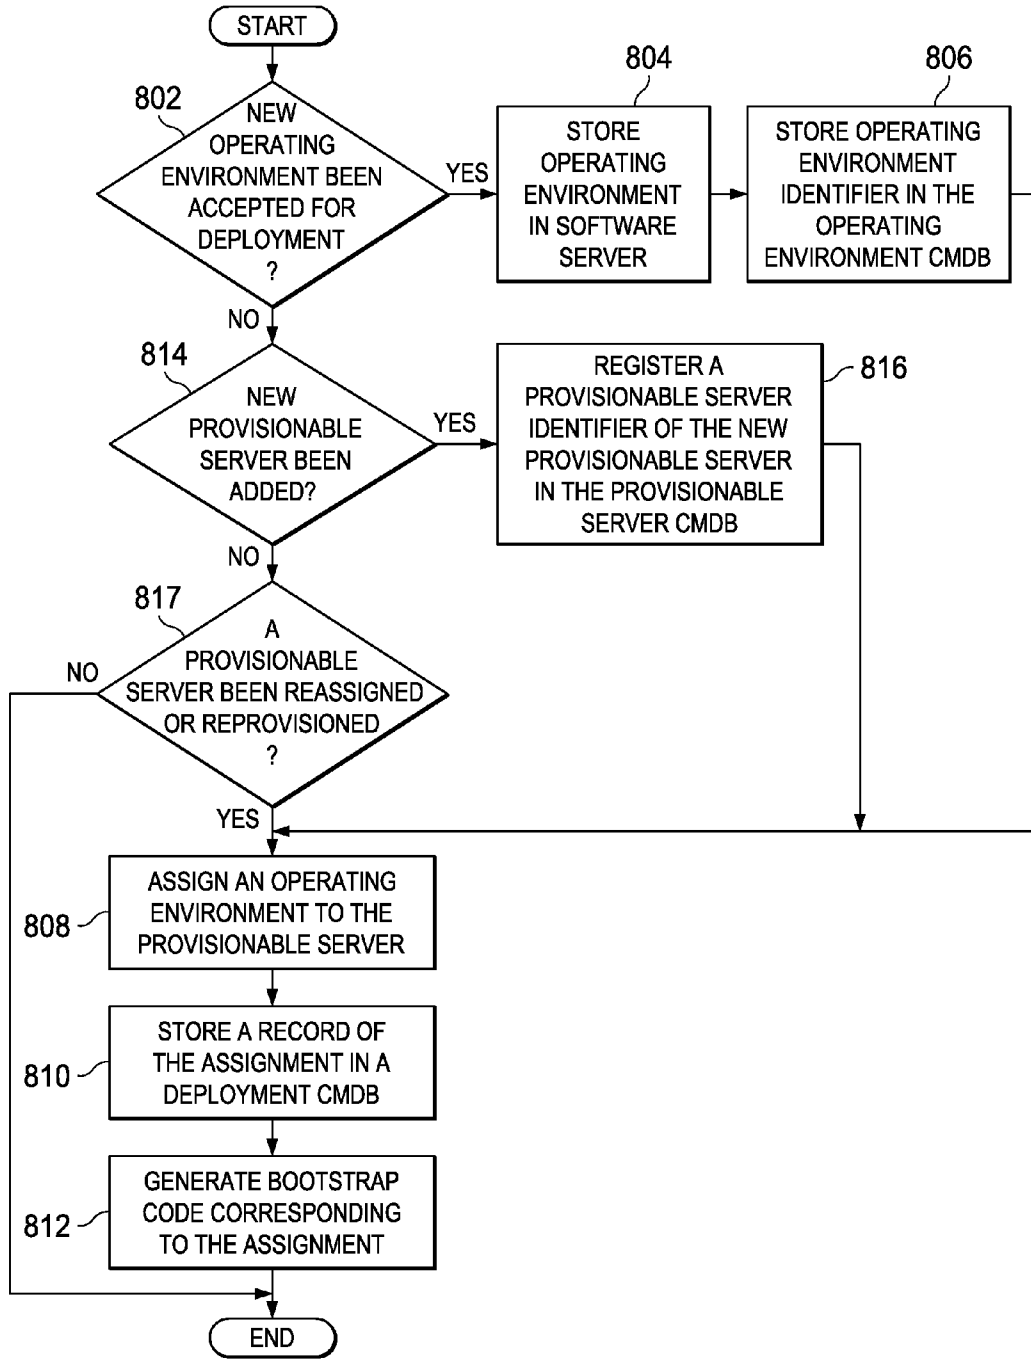 START
802
NEW
OPERATING
ENVIRONMENT BEEN
ACCEPTED FOR
DEPLOYMENT
?
YES
804
STORE
OPERATING
ENVIRONMENT
IN SOFTWARE
SERVER
806
STORE OPERATING
ENVIRONMENT
IDENTIFIER IN THE
OPERATING
ENVIRONMENT CMDB
NO
814
NEW
PROVISIONABLE
SERVER BEEN
ADDED?
YES
816
REGISTER A
PROVISIONABLE SERVER
IDENTIFIER OF THE NEW
PROVISIONABLE SERVER
IN THE PROVISIONABLE
SERVER CMDB
NO
817
A
PROVISIONABLE
SERVER BEEN REASSIGNED
OR REPROVISIONED
?
NO
YES
808
ASSIGN AN OPERATING
ENVIRONMENT TO THE
PROVISIONABLE SERVER
810
STORE A RECORD OF
THE ASSIGNMENT IN A
DEPLOYMENT CMDB
812
GENERATE BOOTSTRAP
CODE CORRESPONDING
TO THE ASSIGNMENT
END